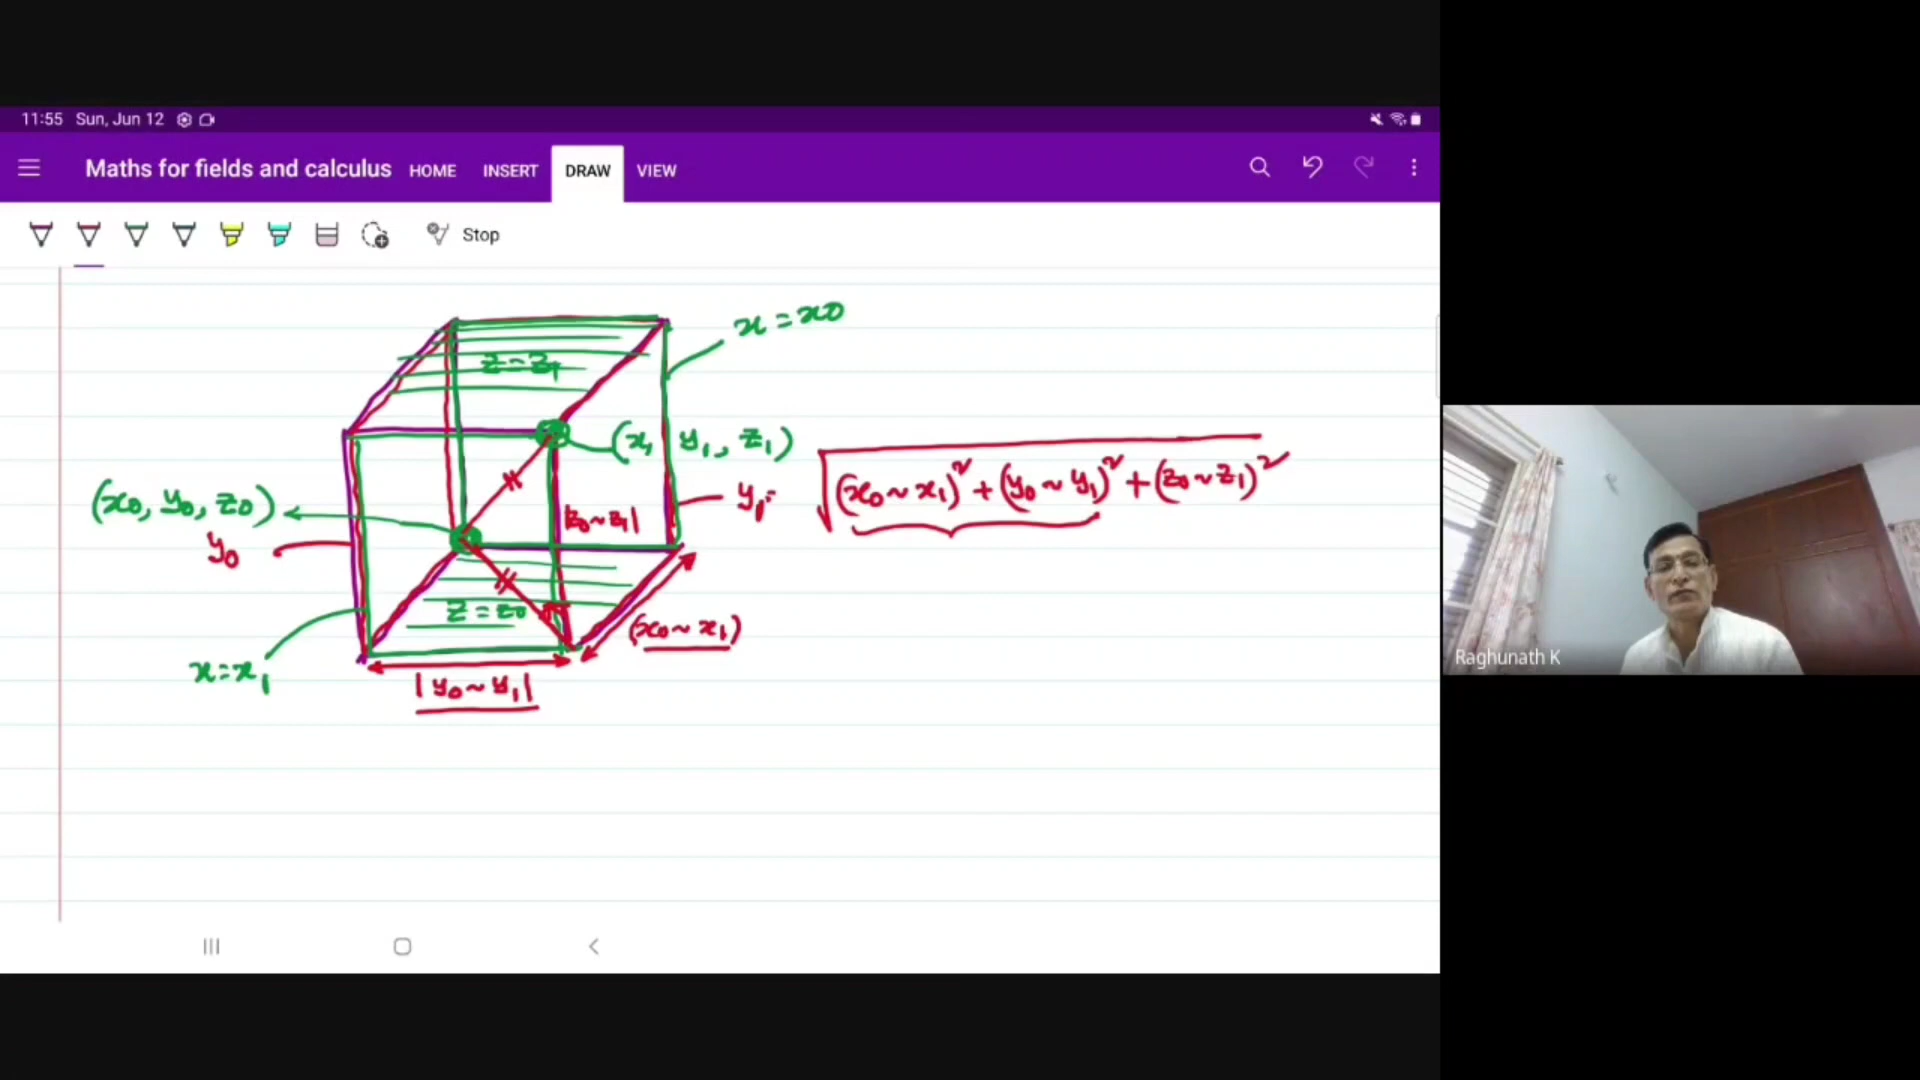 11:55 Sun, Jun 12
Maths for fields and calculus HOME INSERT DRAW VIEW
Stop
x = x0
z = z1
(x1 y1, z1)
(x0, y0, z0)
y0
|z0 ~ z1|
y1=
√(x0 ~ x1)² + (y0 ~ y1)² + (z0 ~ z1)²
z = z0
(x0 ~ x1)
x = x1
|y0 ~ y1|
Raghunath K